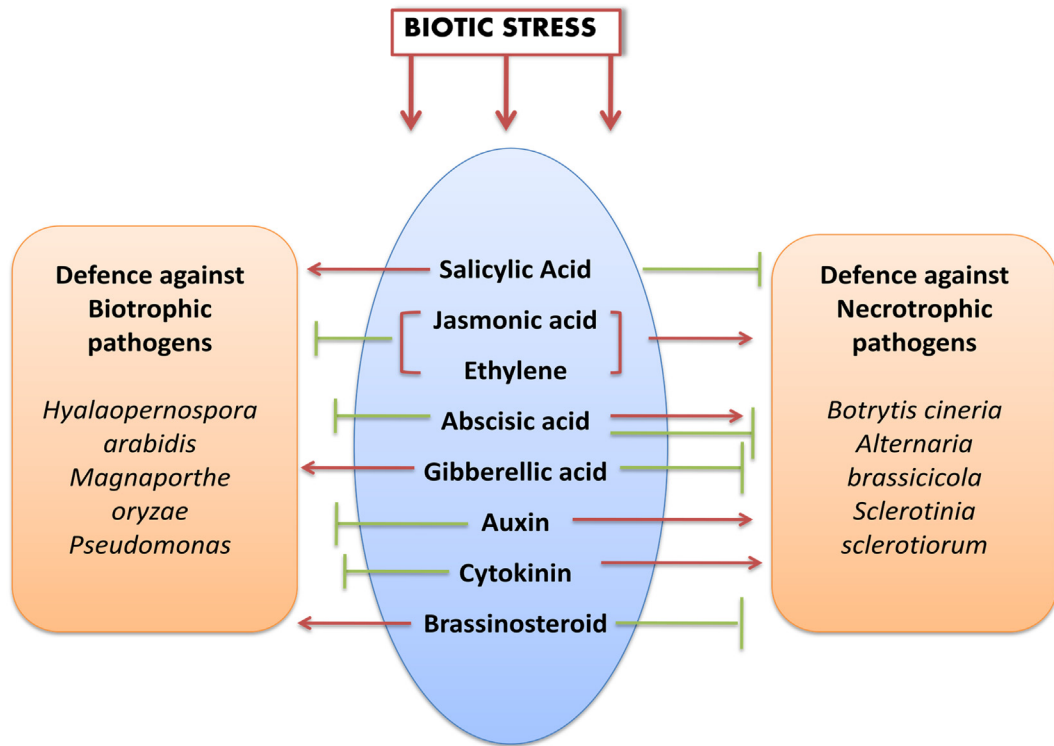 BIOTIC STRESS
Defence against
Biotrophic
pathogens
Hyalaopernospora
arabidis
Magnaporthe
oryzae
Pseudomonas
Salicylic Acid
Jasmonic acid
Ethylene
Abscisic acid
Gibberellic acid
Auxin
Cytokinin
Brassinosteroid
Defence against
Necrotrophic
pathogens
Botrytis cineria
Alternaria
brassicicola
Sclerotinia
sclerotiorum